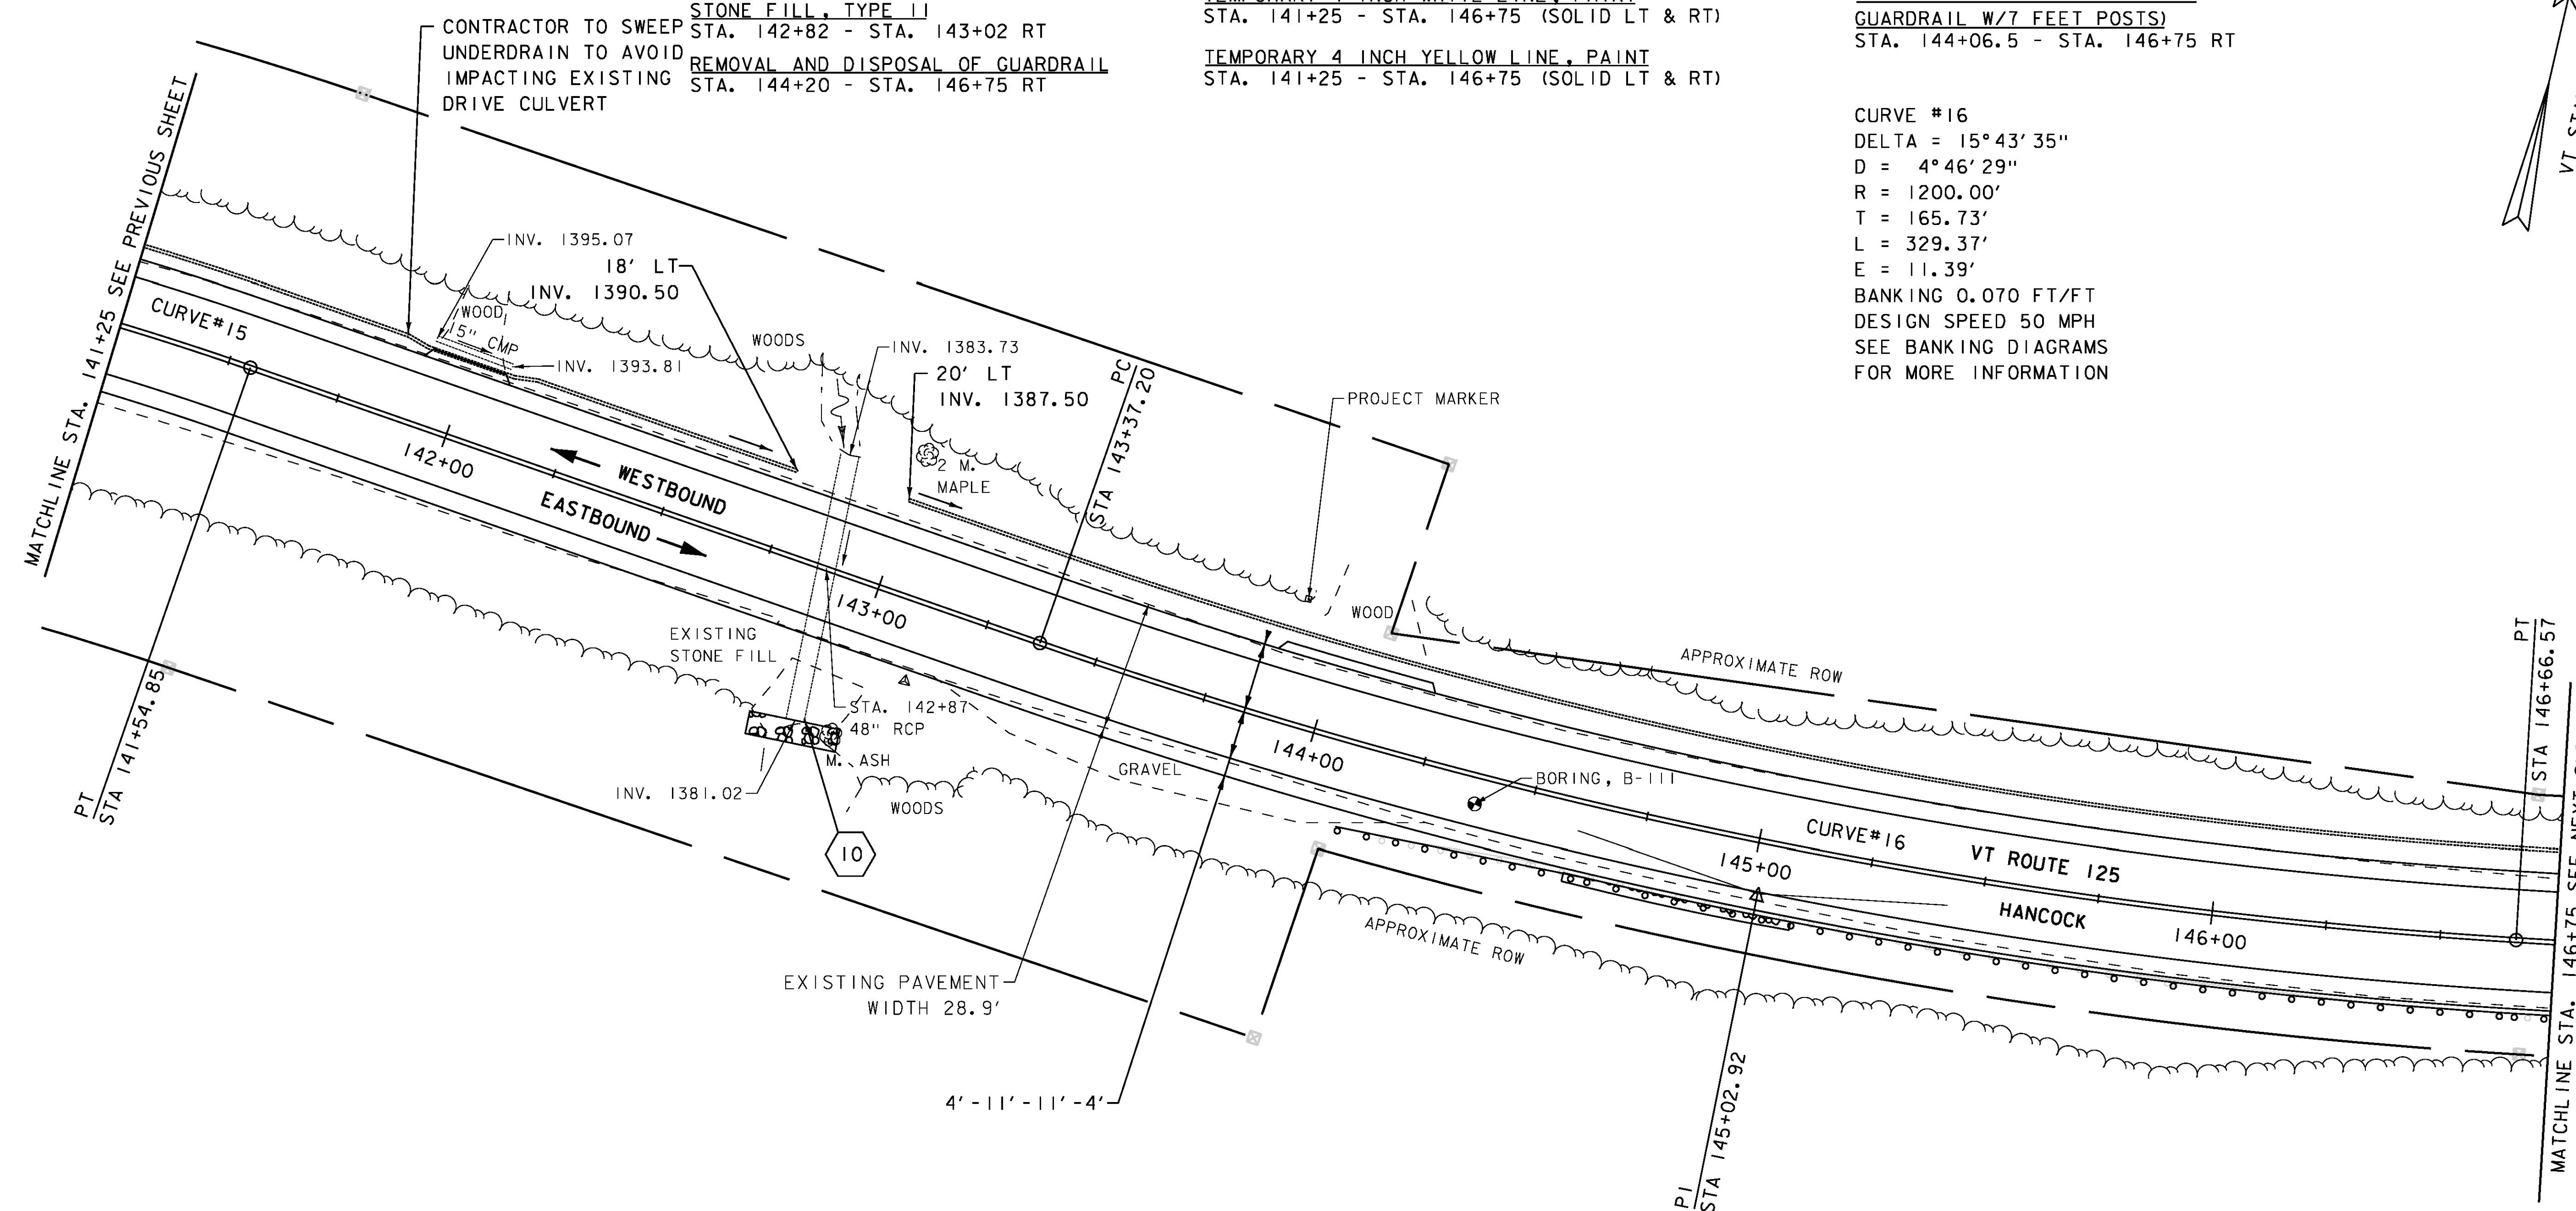 CONTRACTOR TO SWEEP
UNDERDRAIN TO AVOID
IMPACTING EXISTING
DRIVE CULVERT
STONE FILL, TYPE II
STA. 142+82 - STA. 143+02 RT
REMOVAL AND DISPOSAL OF GUARDRAIL
STA. 144+20 - STA. 146+75 RT
TEMPORARY 4 INCH WHITE LINE, PAINT
STA. 141+25 - STA. 146+75 (SOLID LT & RT)
TEMPORARY 4 INCH YELLOW LINE, PAINT
STA. 141+25 - STA. 146+75 (SOLID LT & RT)
GUARDRAIL W/7 FEET POSTS)
STA. 144+06.5 - STA. 146+75 RT
CURVE #16
DELTA = 15°43'35"
D = 4°46'29"
R = 1200.00'
T = 165.73'
L = 329.37'
E = 11.39'
BANKING 0.070 FT/FT
DESIGN SPEED 50 MPH
SEE BANKING DIAGRAMS
FOR MORE INFORMATION
MATCHLINE STA. 141+25 SEE PREVIOUS SHEET
INV. 1395.07
18' LT
INV. 1390.50
WOOD
15"
CMP
INV. 1393.81
CURVE#15
WOODS
INV. 1383.73
20' LT
INV. 1387.50
2 M.
MAPLE
PC
STA 143+37.20
PROJECT MARKER
142+00
WESTBOUND
EASTBOUND
143+00
WOOD
EXISTING
STONE FILL
STA. 142+87
48" RCP
M. ASH
WOODS
INV. 1381.02
10
PT
STA 141+54.85
GRAVEL
144+00
APPROXIMATE ROW
BORING, B-111
CURVE#16
145+00
VT ROUTE 125
HANCOCK
146+00
PT
STA 146+66.57
APPROXIMATE ROW
EXISTING PAVEMENT
WIDTH 28.9'
4'-11'-11'-4'
PI
STA 145+02.92
MATCHLINE STA. 146+75 SEE NEXT
VT